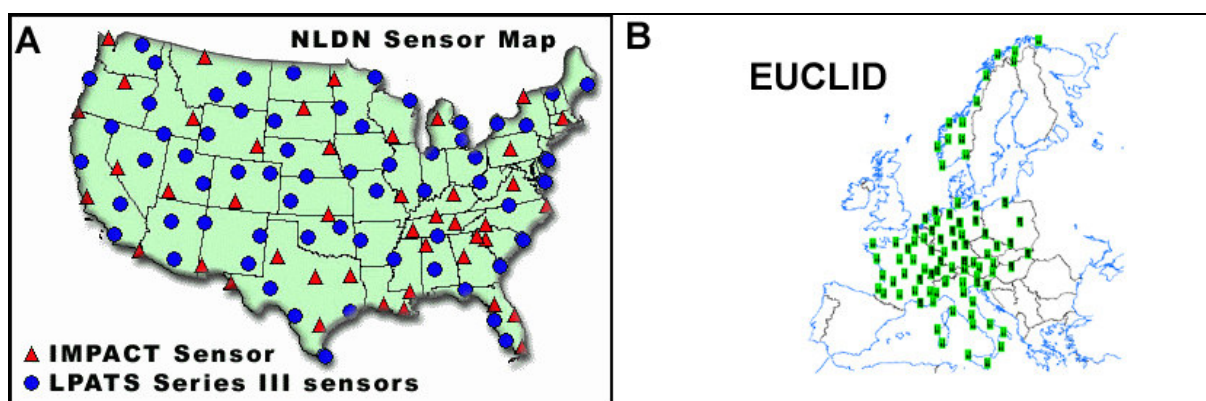 A
NLDN Sensor Map
IMPACT Sensor
LPATS Series III sensors
B
EUCLID